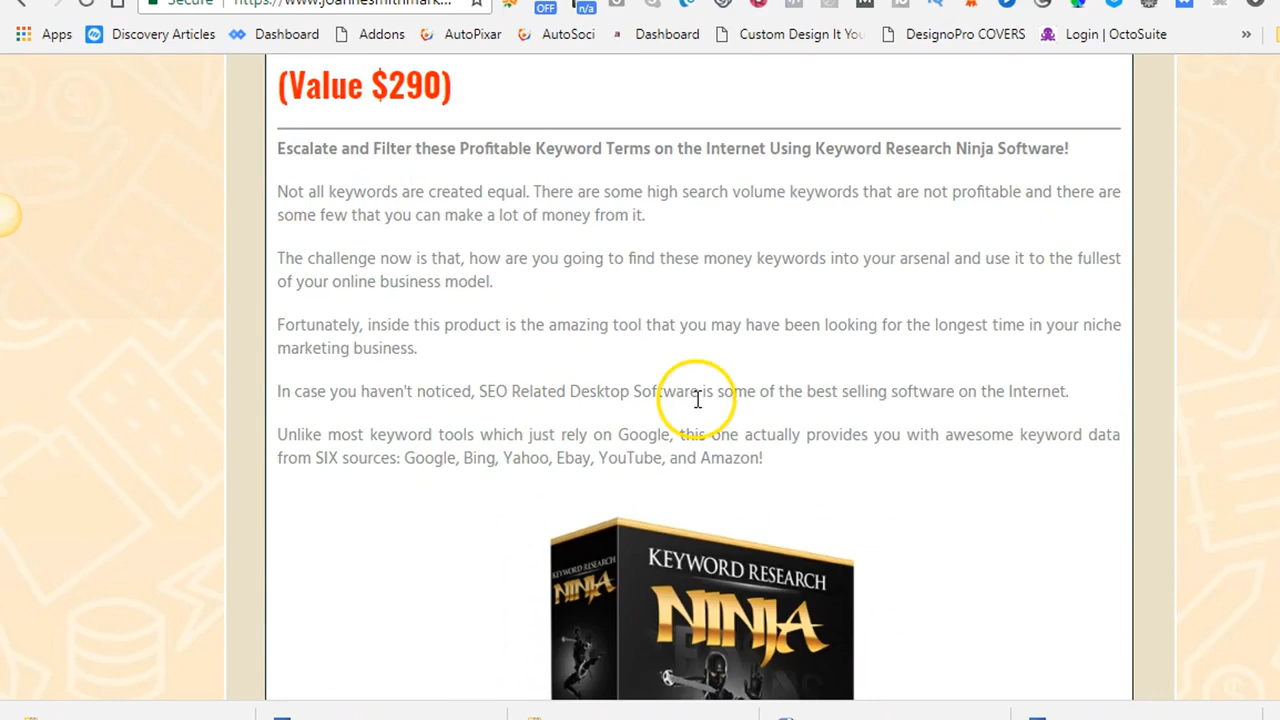 Secure
https://www.joannesmithmark...
OFF
n/a
Apps
Discovery Articles
Dashboard
Addons
AutoPixar
AutoSoci
Dashboard
Custom Design It You
DesignoPro COVERS
Login | OctoSuite
»
(Value $290)
Escalate and Filter these Profitable Keyword Terms on the Internet Using Keyword Research Ninja Software!
Not all keywords are created equal. There are some high search volume keywords that are not profitable and there are
some few that you can make a lot of money from it.
The challenge now is that, how are you going to find these money keywords into your arsenal and use it to the fullest
of your online business model.
Fortunately, inside this product is the amazing tool that you may have been looking for the longest time in your niche
marketing business.
In case you haven't noticed, SEO Related Desktop Software is some of the best selling software on the Internet.
Unlike most keyword tools which just rely on Google, this one actually provides you with awesome keyword data
from SIX sources: Google, Bing, Yahoo, Ebay, YouTube, and Amazon!
KEYWORD RESEARCH
NINJA
KEYWORD RESEARCH
NINJA